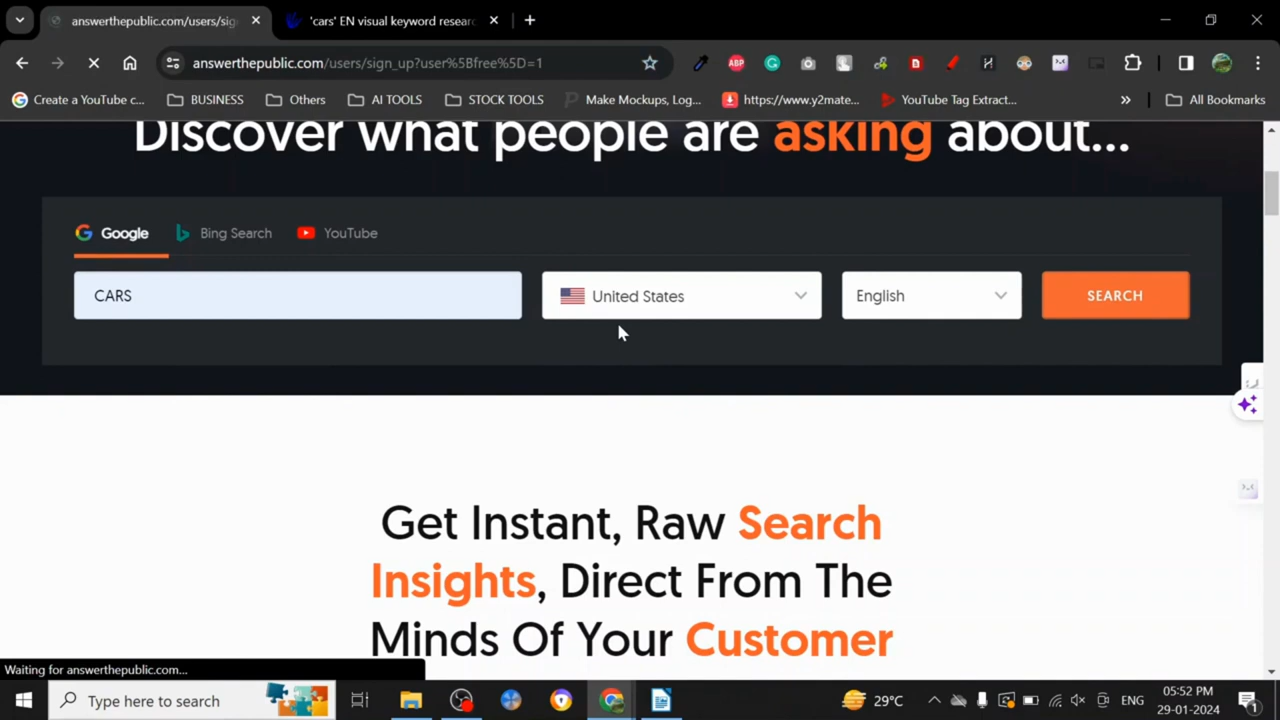 answerthepublic.com/users/sig
'cars' EN visual keyword researc
answerthepublic.com/users/sign_up?user%5Bfree%5D=1
Create a YouTube c...
BUSINESS
Others
AI TOOLS
STOCK TOOLS
Make Mockups, Log...
https://www.y2mate...
YouTube Tag Extract...
»
All Bookmarks
Discover what people are asking about...
Google
Bing Search
YouTube
CARS
United States
English
SEARCH
Get Instant, Raw Search
Insights, Direct From The
Minds Of Your Customer
Waiting for answerthepublic.com...
Type here to search
29°C
ENG
05:52 PM
29-01-2024
1